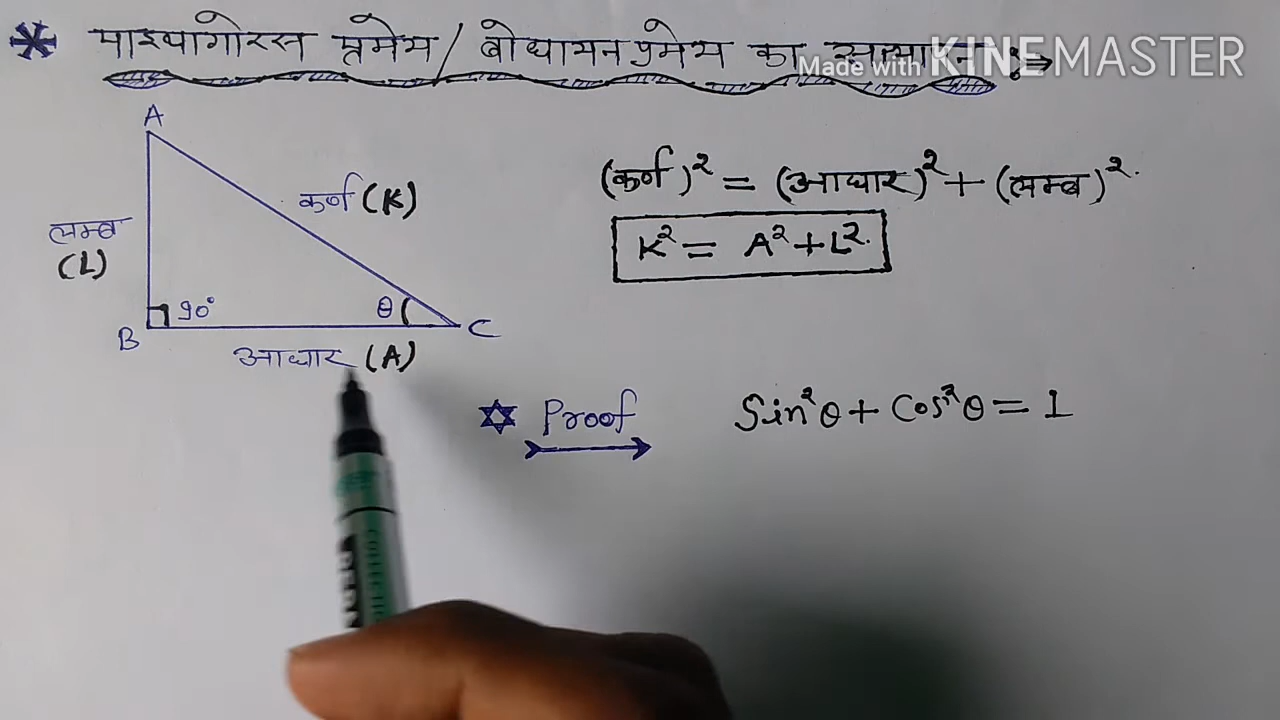 * पाइथागोरस प्रमेय / बोधायन प्रमेय का :⇒
Made with KINEMASTER
A
कर्ण (K)
लम्ब
(L)
90°
θ
B
C
आधार (A)
(कर्ण)² = (आधार)² + (लम्ब)².
K² = A² + L².
Proof
Sin²θ + Cos²θ = 1